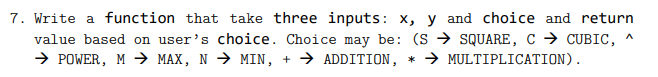 7. Write a function that take three inputs: x, y and choice and return
value based on user's choice. Choice may be: (S → SQUARE, C → CUBIC, ^
→ POWER, M → MAX, N → MIN, + → ADDITION, * → MULTIPLICATION).